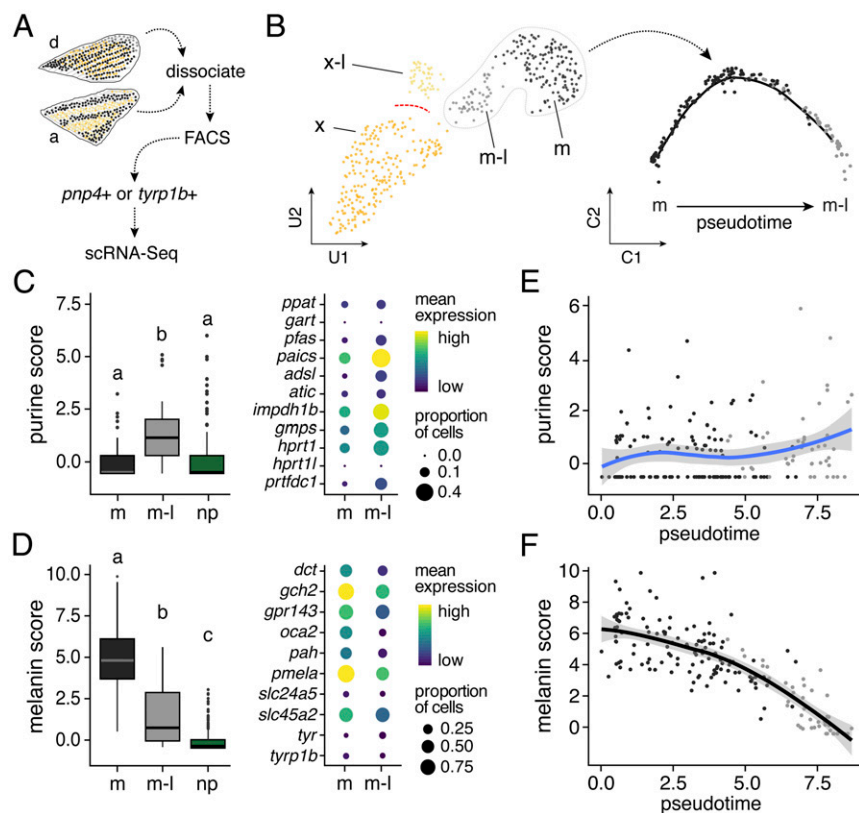 A
d
a
dissociate
FACS
pnp4+ or tyrp1b+
scRNA-Seq
B
x-l
x
m-l
m
U2
U1
C2
C1
m
pseudotime
m-l
C
purine score
7.5
5.0
2.5
0.0
a
b
a
m
m-l
np
ppat
gart
pfas
paics
adsl
atic
impdh1b
gmps
hprt1
hprt1l
prtfdc1
m
m-l
mean
expression
high
low
proportion
of cells
0.0
0.1
0.4
E
purine score
6
4
2
0
0.0
2.5
5.0
7.5
pseudotime
D
melanin score
10.0
7.5
5.0
2.5
0.0
a
b
c
m
m-l
np
dct
gch2
gpr143
oca2
pah
pmela
slc24a5
slc45a2
tyr
tyrp1b
m
m-l
mean
expression
high
low
proportion
of cells
0.25
0.50
0.75
F
melanin score
10
8
6
4
2
0
0.0
2.5
5.0
7.5
pseudotime